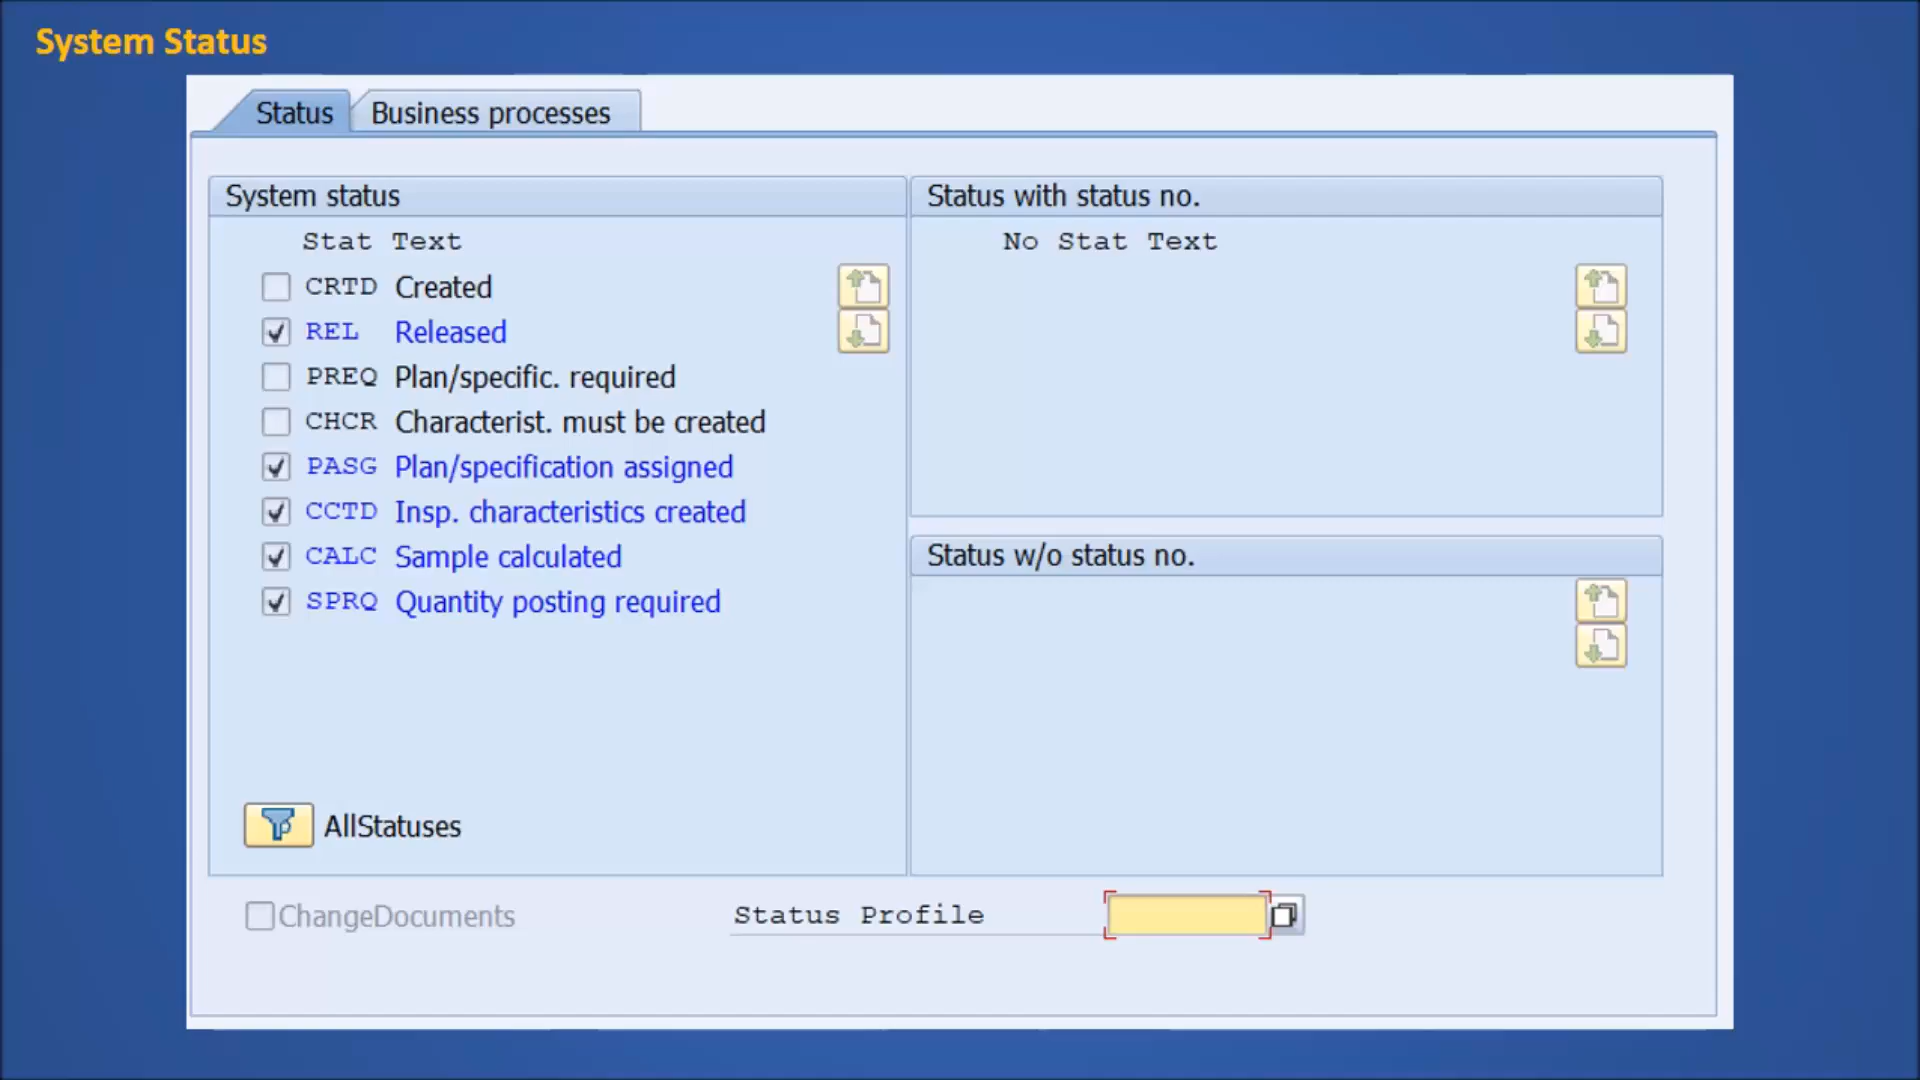 System Status
Status
Business processes
System status
Stat Text
CRTD Created
REL Released
PREQ Plan/specific. required
CHCR Characterist. must be created
PASG Plan/specification assigned
CCTD Insp. characteristics created
CALC Sample calculated
SPRQ Quantity posting required
AllStatuses
Status with status no.
No Stat Text
Status w/o status no.
ChangeDocuments
Status Profile